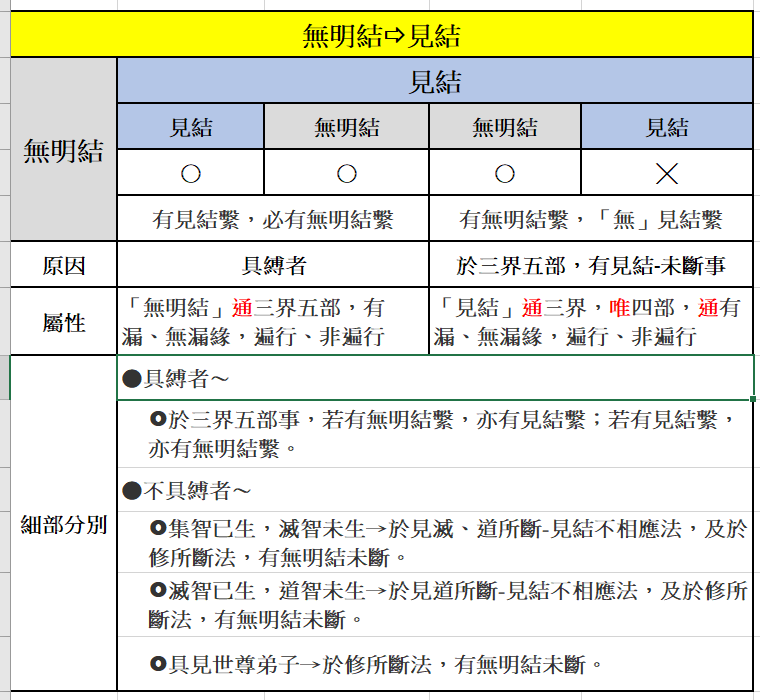 無明結⇨見結
無明結
見結
見結 無明結 無明結 見結
○ ○ ○ ╳
有見結繫，必有無明結繫 有無明結繫，「無」見結繫
原因 具縛者 於三界五部，有見結-未斷事
屬性
「無明結」通三界五部，有
漏、無漏緣，遍行、非遍行
「見結」通三界，唯四部，通有
漏、無漏緣，遍行、非遍行
細部分別
●具縛者～
⭗於三界五部事，若有無明結繫，亦有見結繫；若有見結繫，
亦有無明結繫。
●不具縛者～
⭗集智已生，滅智未生→於見滅、道所斷-見結不相應法，及於
修所斷法，有無明結未斷。
⭗滅智已生，道智未生→於見道所斷-見結不相應法，及於修所
斷法，有無明結未斷。
⭗具見世尊弟子→於修所斷法，有無明結未斷。